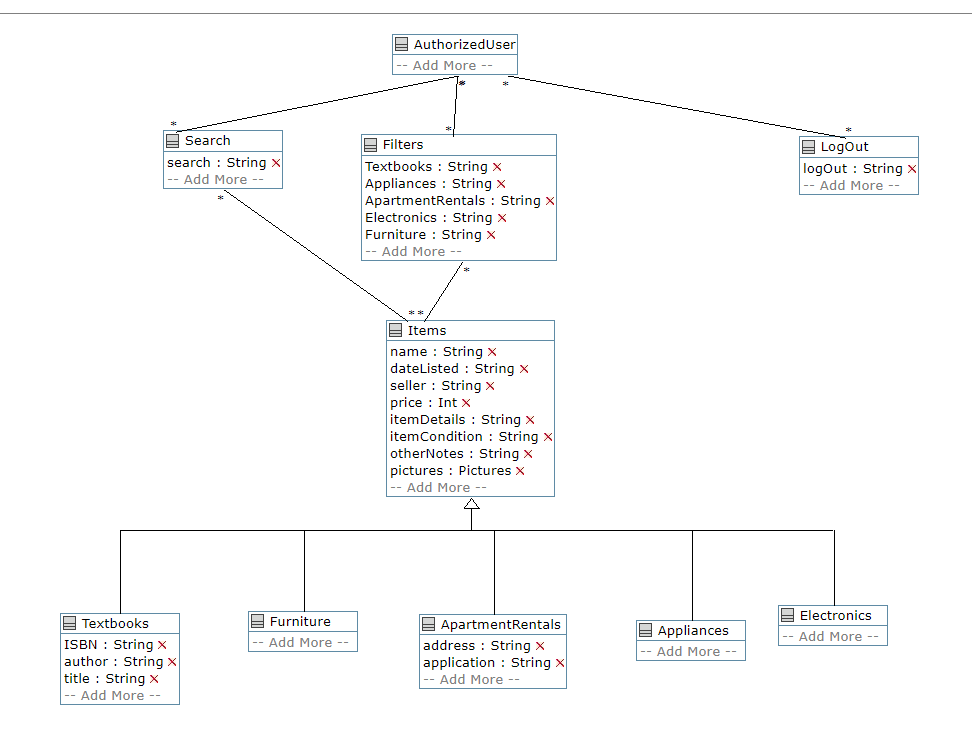 AuthorizedUser
-- Add More --
* *
*
*
*
*
Search
search : String ×
-- Add More --
*
Filters
Textbooks : String ×
Appliances : String ×
ApartmentRentals : String ×
Electronics : String ×
Furniture : String ×
-- Add More --
*
LogOut
logOut : String ×
-- Add More --
**
Items
name : String ×
dateListed : String ×
seller : String ×
price : Int ×
itemDetails : String ×
itemCondition : String ×
otherNotes : String ×
pictures : Pictures ×
-- Add More --
Textbooks
ISBN : String ×
author : String ×
title : String ×
-- Add More --
Furniture
-- Add More --
ApartmentRentals
address : String ×
application : String ×
-- Add More --
Appliances
-- Add More --
Electronics
-- Add More --